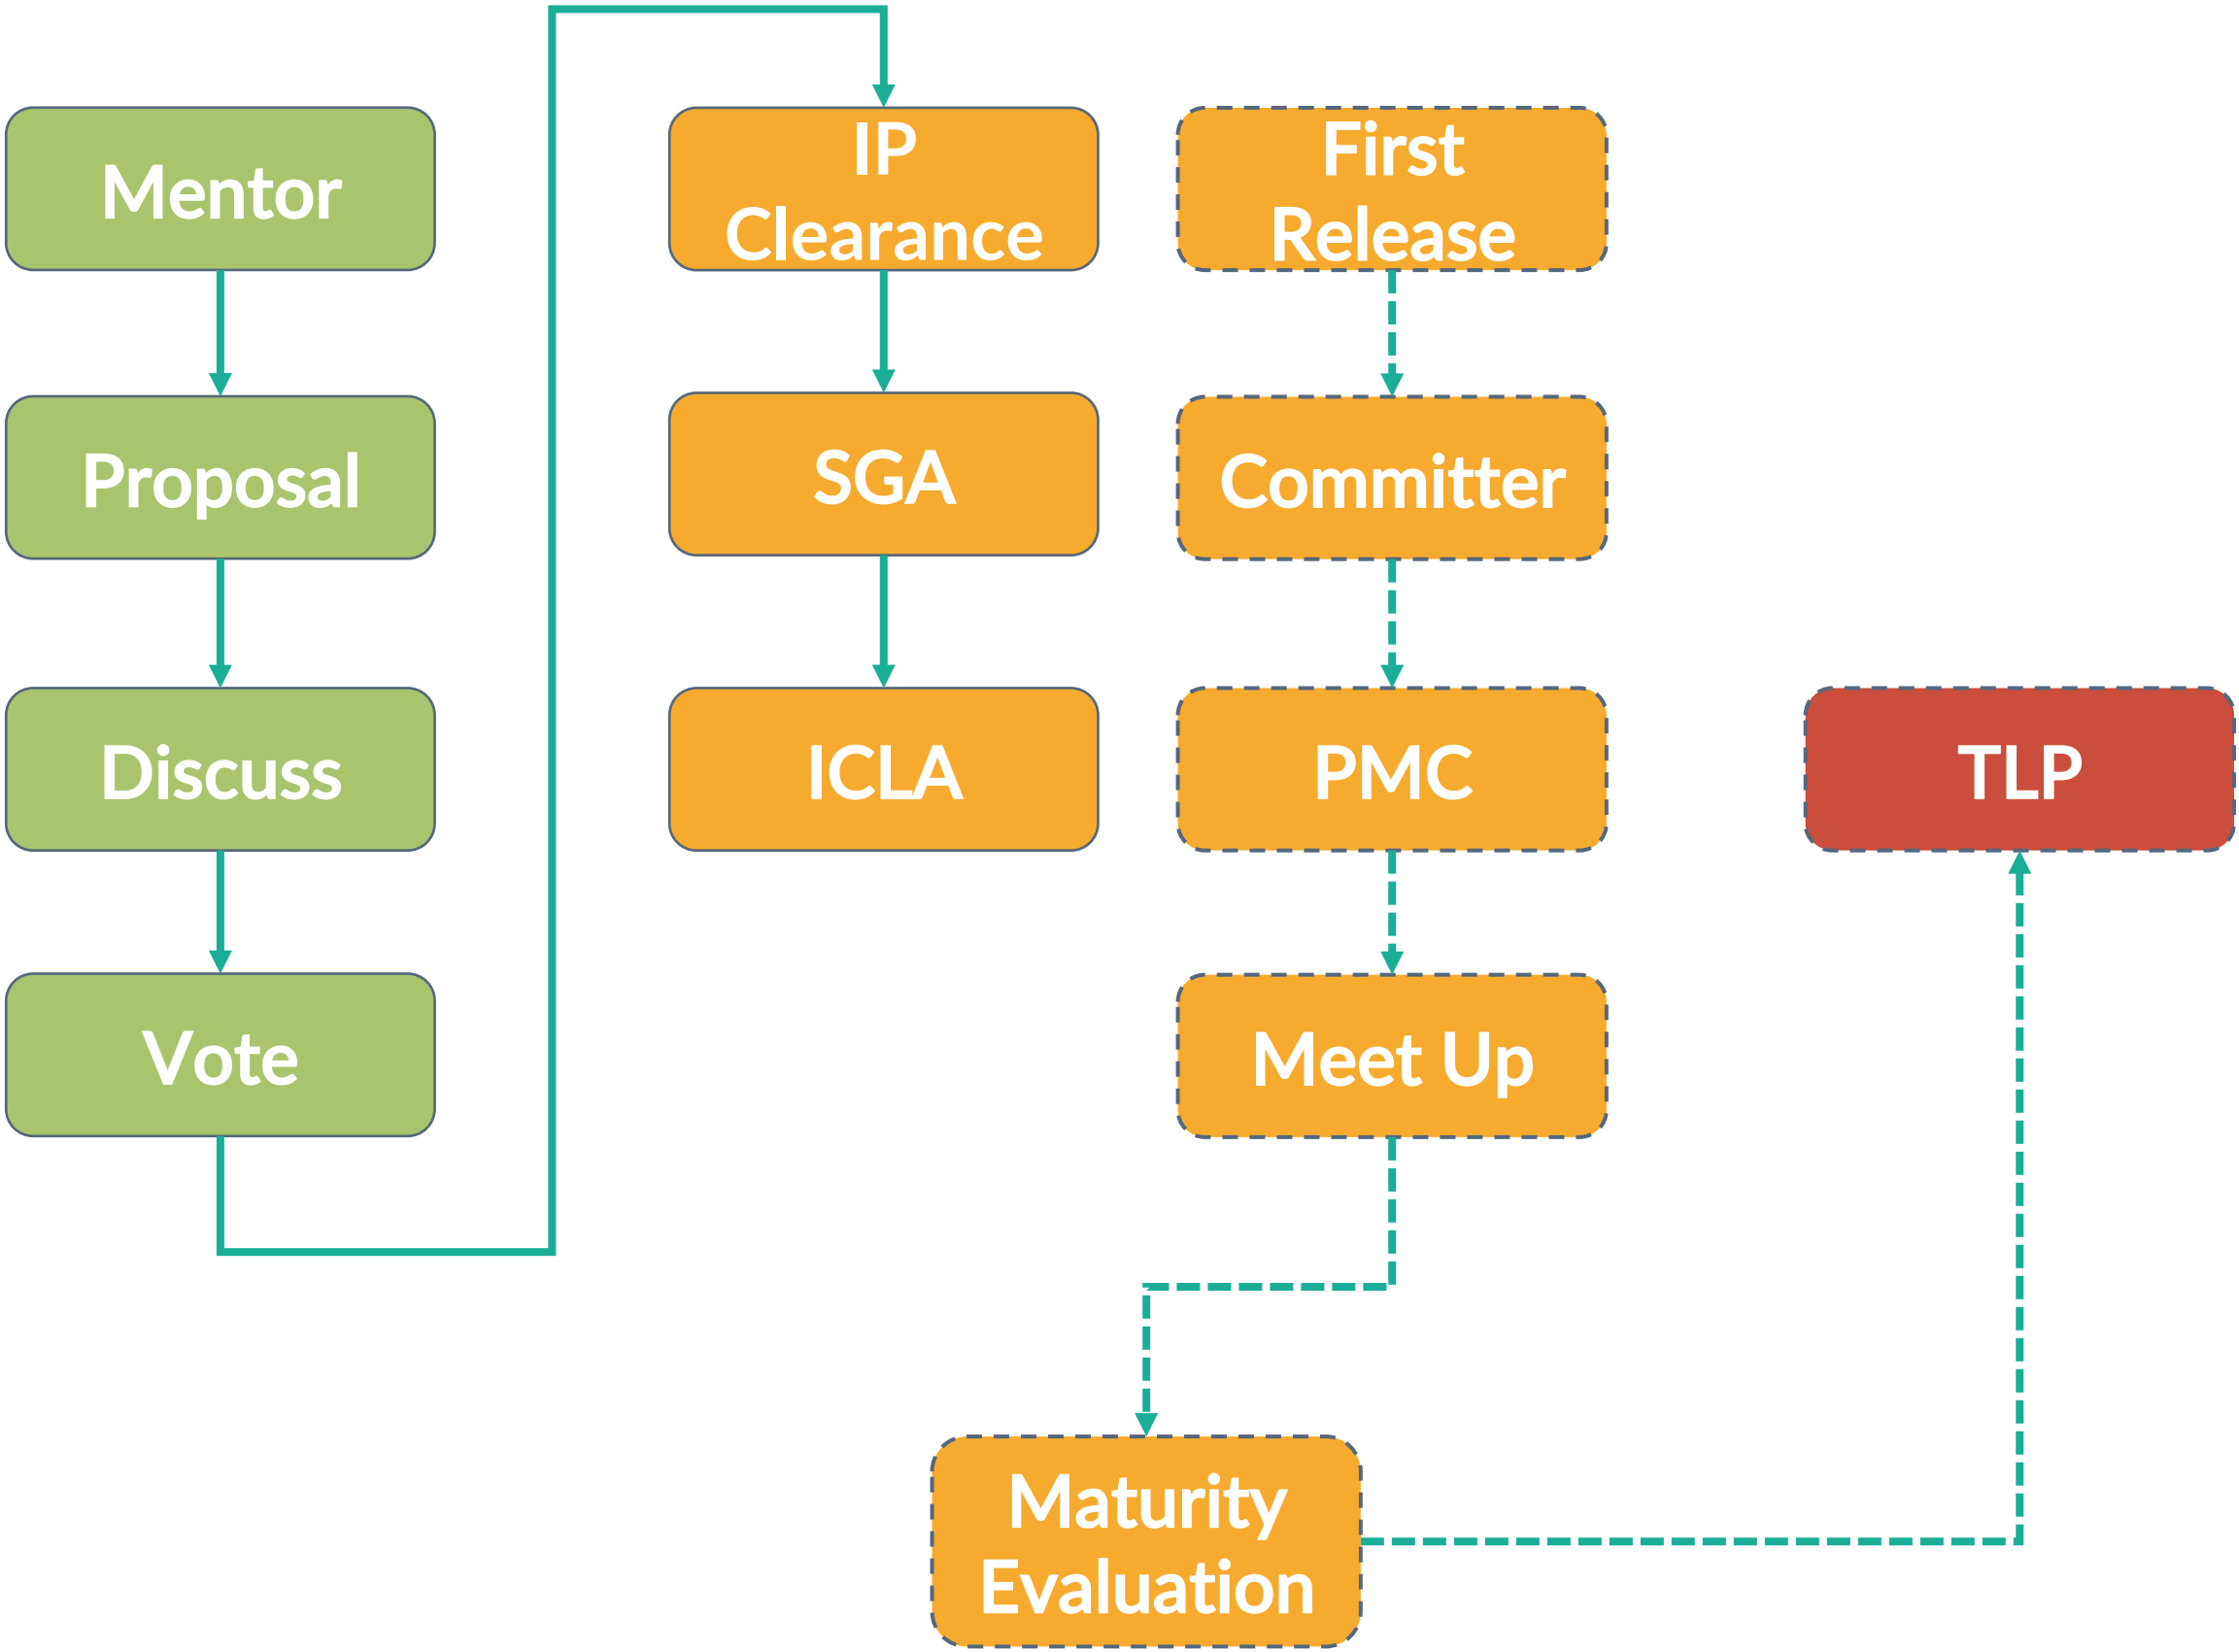 Mentor
Proposal
Discuss
Vote
IP
Clearance
SGA
ICLA
First
Release
Committer
PMC
Meet Up
Maturity
Evaluation
TLP